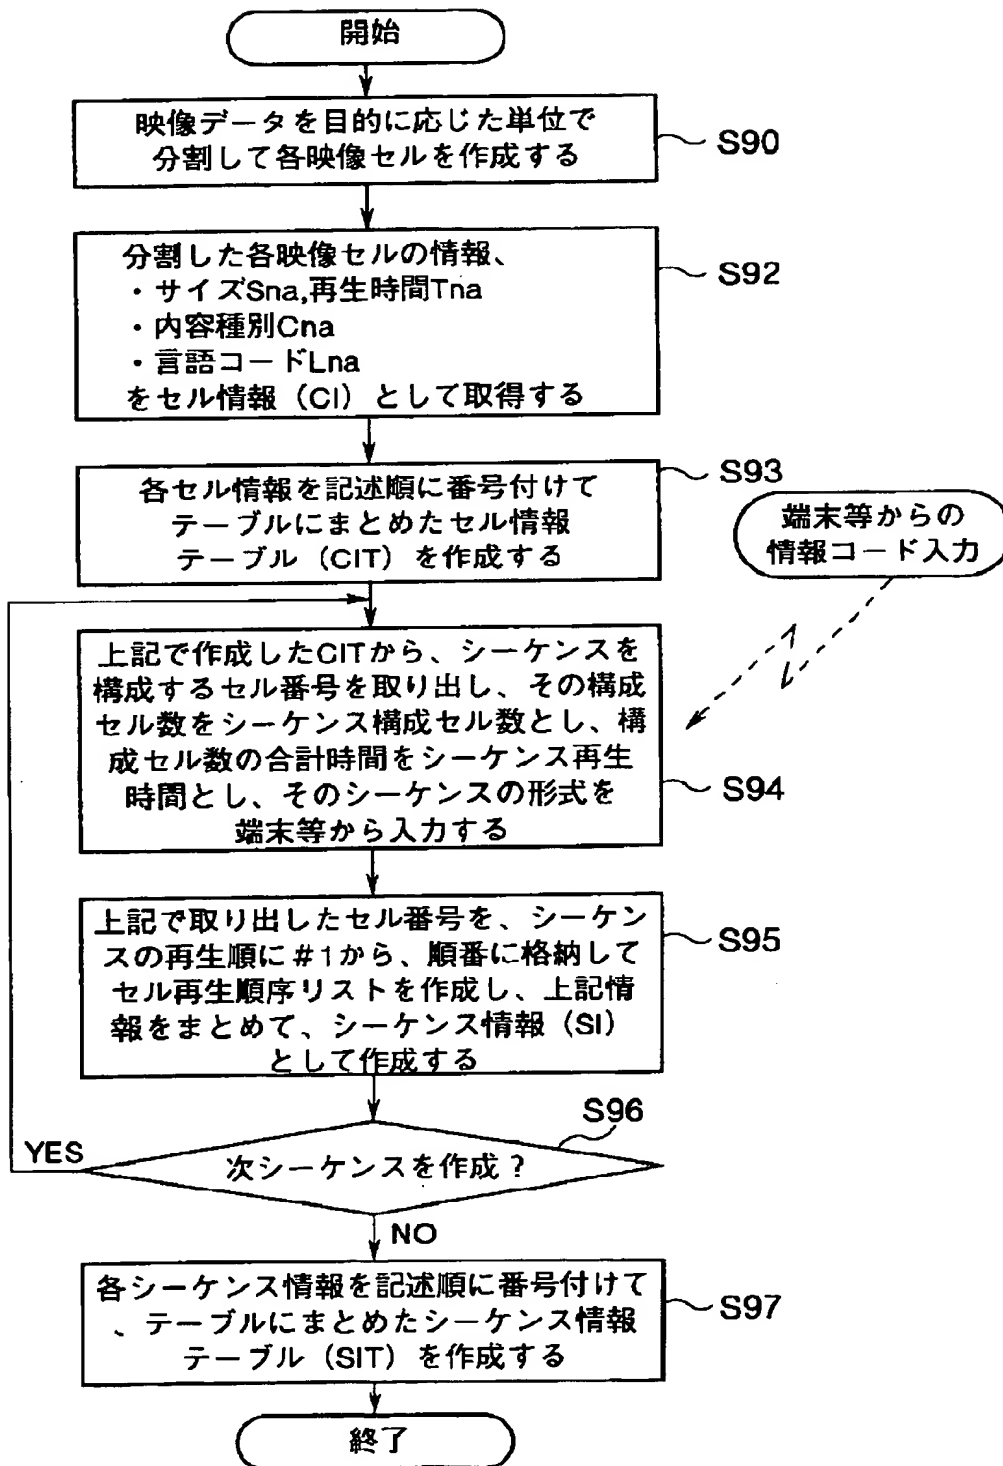 開始
映像データを目的に応じた単位で
分割して各映像セルを作成する
S90
分割した各映像セルの情報、
・サイズSna,再生時間Tna
・内容種別Cna
・言語コードLna
をセル情報（CI）として取得する
S92
各セル情報を記述順に番号付けて
テーブルにまとめたセル情報
テーブル（CIT）を作成する
S93
端末等からの
情報コード入力
上記で作成したCITから、シーケンスを
構成するセル番号を取り出し、その構成
セル数をシーケンス構成セル数とし、構
成セル数の合計時間をシーケンス再生
時間とし、そのシーケンスの形式を
端末等から入力する
S94
上記で取り出したセル番号を、シーケン
スの再生順に#1から、順番に格納して
セル再生順序リストを作成し、上記情
報をまとめて、シーケンス情報（SI）
として作成する
S95
S96
次シーケンスを作成？
YES
NO
各シーケンス情報を記述順に番号付けて
、テーブルにまとめたシーケンス情報
テーブル（SIT）を作成する
S97
終了